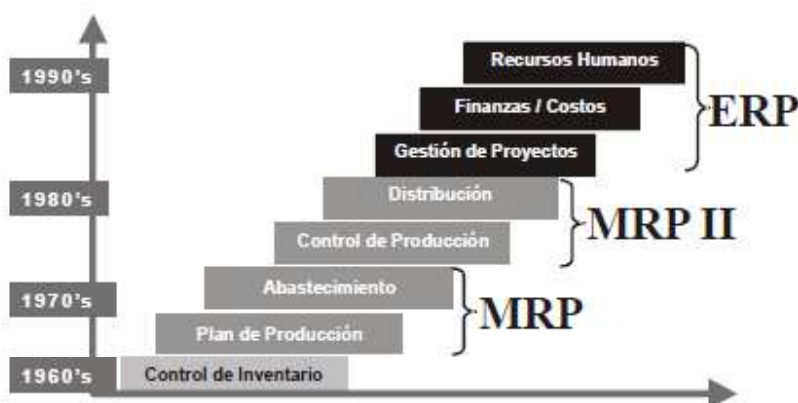 1990's
Recursos Humanos
Finanzas / Costos
Gestión de Proyectos
ERP
1980's
Distribución
Control de Producción
MRP II
1970's
Abastecimiento
Plan de Producción
MRP
1960's
Control de Inventario